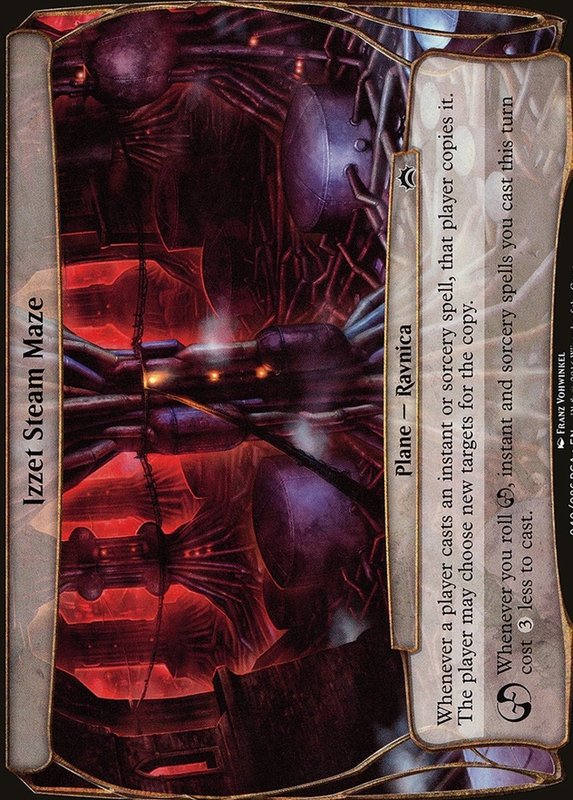 Izzet Steam Maze
Plane — Ravnica
Whenever a player casts an instant or sorcery spell, that player copies it.
The player may choose new targets for the copy.
Whenever you roll , instant and sorcery spells you cast this turn
cost 3 less to cast.
Franz Vohwinkel